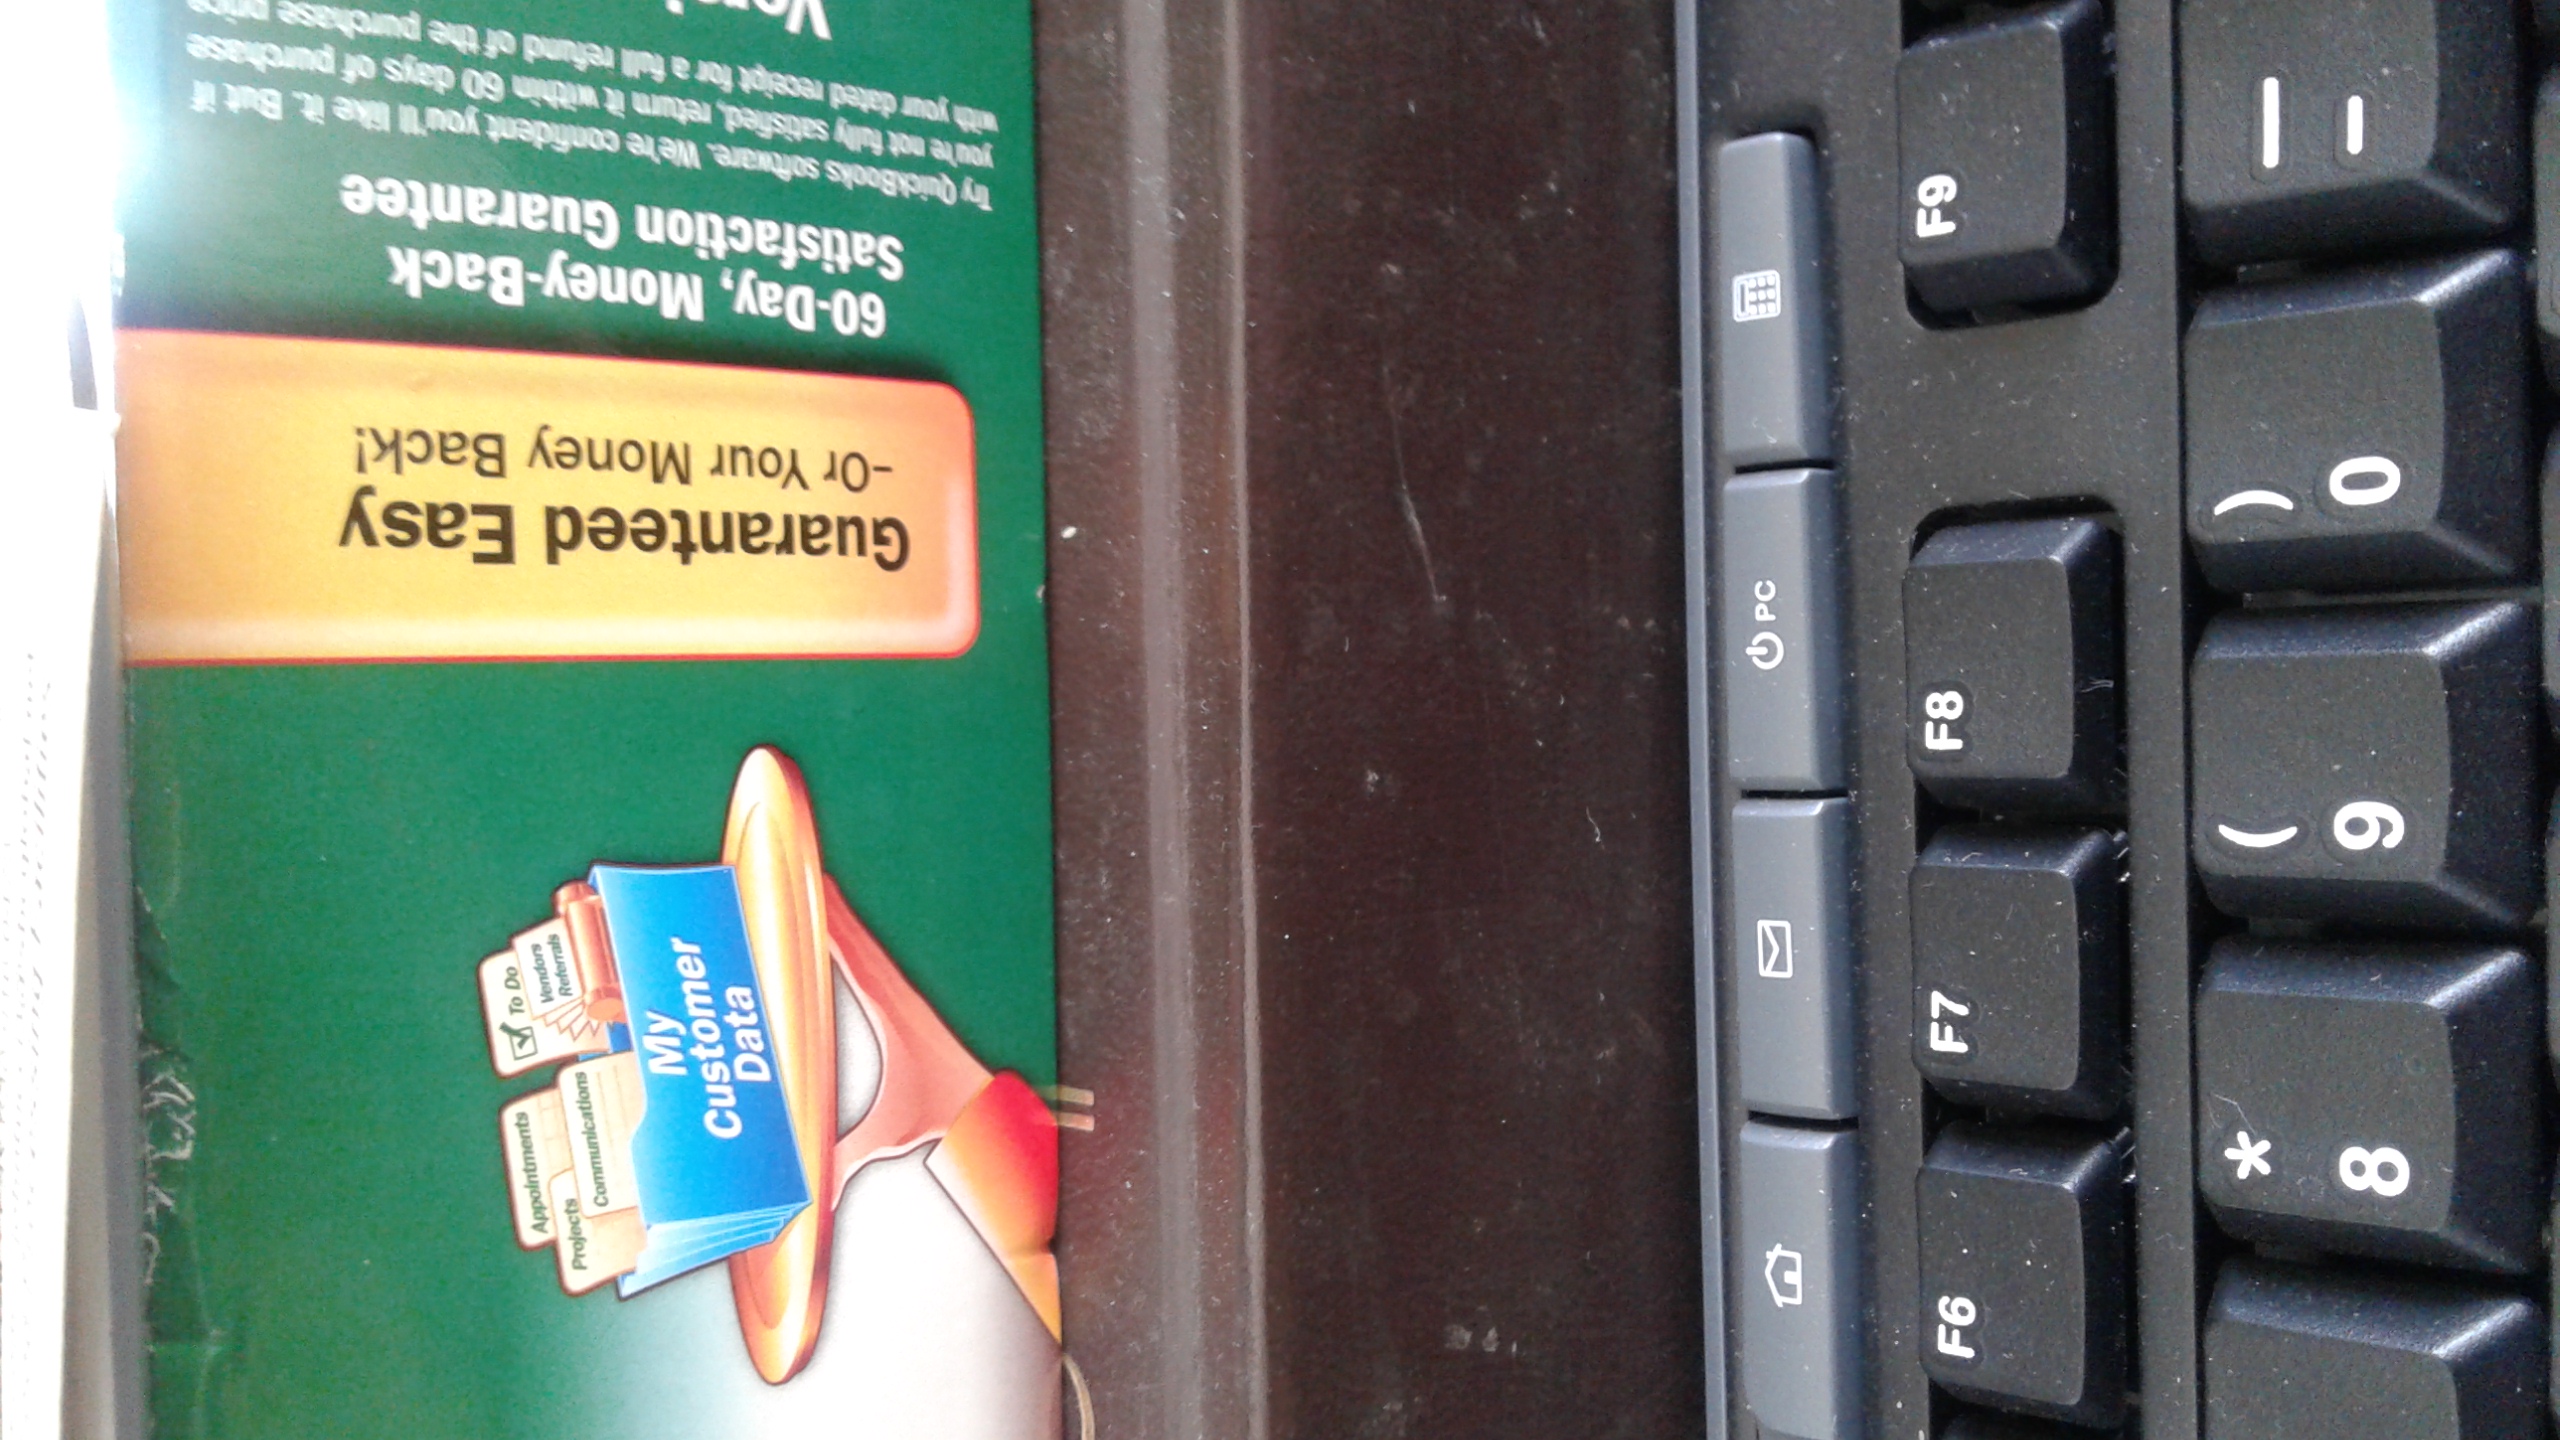 Appointments
To Do
Projects
Vendors
Referrals
Communications
My
Customer
Data
Guaranteed Easy
-Or Your Money Back!
60-Day, Money-Back
Satisfaction Guarantee
Try QuickBooks software. We're confident you'll like it. But if
you're not fully satisfied, return it within 60 days of purchase
with your dated receipt for a full refund of the purchase price
PC
F6 F7 F8 F9
* ( ) —
8 9 0 -